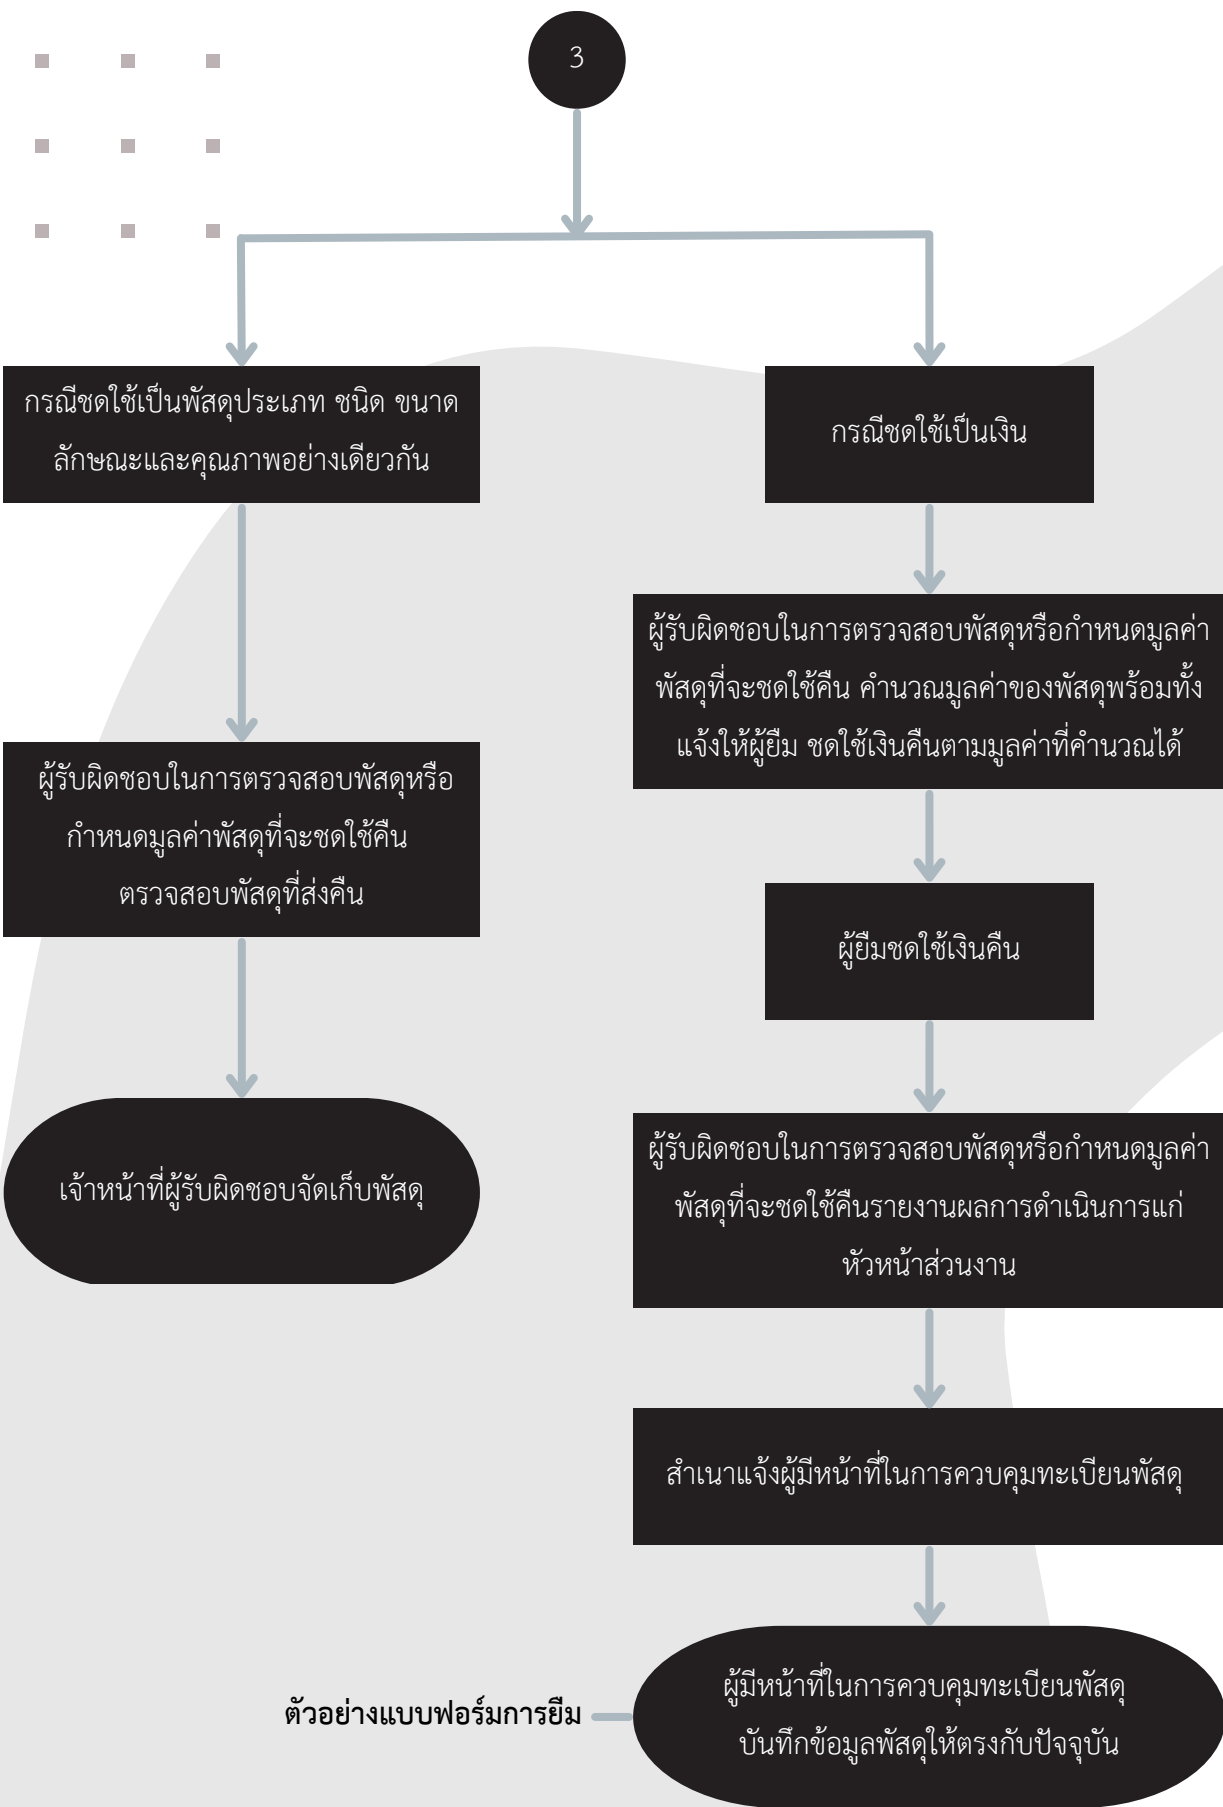 3
กรณีชดใช้เป็นพัสดุประเภท ชนิด ขนาด
ลักษณะและคุณภาพอย่างเดียวกัน
ผู้รับผิดชอบในการตรวจสอบพัสดุหรือ
กำหนดมูลค่าพัสดุที่จะชดใช้คืน
ตรวจสอบพัสดุที่ส่งคืน
เจ้าหน้าที่ผู้รับผิดชอบจัดเก็บพัสดุ
กรณีชดใช้เป็นเงิน
ผู้รับผิดชอบในการตรวจสอบพัสดุหรือกำหนดมูลค่า
พัสดุที่จะชดใช้คืน คำนวณมูลค่าของพัสดุพร้อมทั้ง
แจ้งให้ผู้ยืม ชดใช้เงินคืนตามมูลค่าที่คำนวณได้
ผู้ยืมชดใช้เงินคืน
ผู้รับผิดชอบในการตรวจสอบพัสดุหรือกำหนดมูลค่า
พัสดุที่จะชดใช้คืนรายงานผลการดำเนินการแก่
หัวหน้าส่วนงาน
สำเนาแจ้งผู้มีหน้าที่ในการควบคุมทะเบียนพัสดุ
ผู้มีหน้าที่ในการควบคุมทะเบียนพัสดุ
บันทึกข้อมูลพัสดุให้ตรงกับปัจจุบัน
ตัวอย่างแบบฟอร์มการยืม